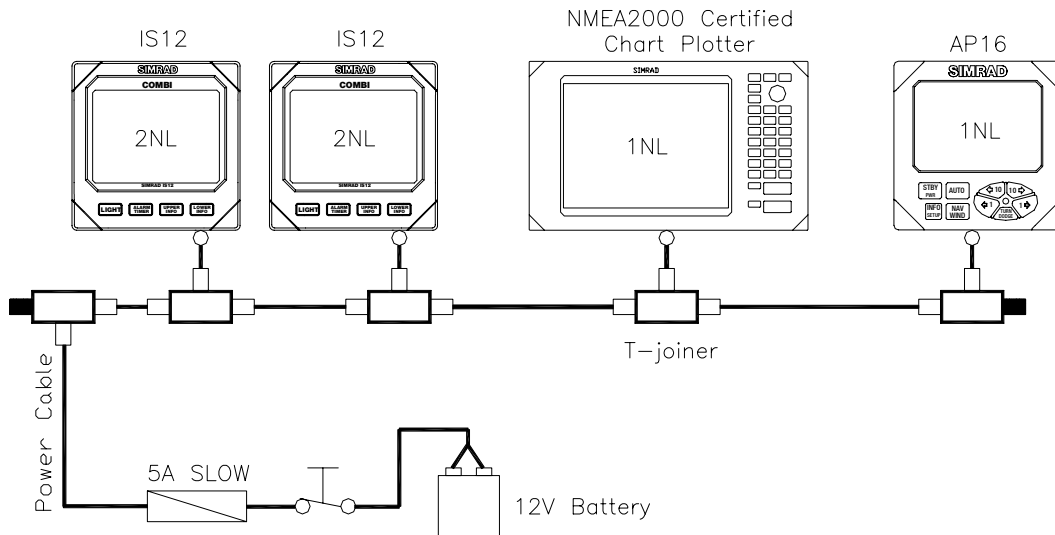 IS12
IS12
NMEA2000 Certified
Chart Plotter
AP16
SIMRAD
COMBI
2NL
SIMRAD IS12
LIGHT
ALARM
TIMER
UPPER
INFO
LOWER
INFO
SIMRAD
COMBI
2NL
SIMRAD IS12
LIGHT
ALARM
TIMER
UPPER
INFO
LOWER
INFO
SIMRAD
1NL
SIMRAD
1NL
STBY
PWR
AUTO
10
10
INFO
SETUP
NAV
WIND
1
TURN
DODGE
1
T-joiner
Power Cable
5A SLOW
12V Battery